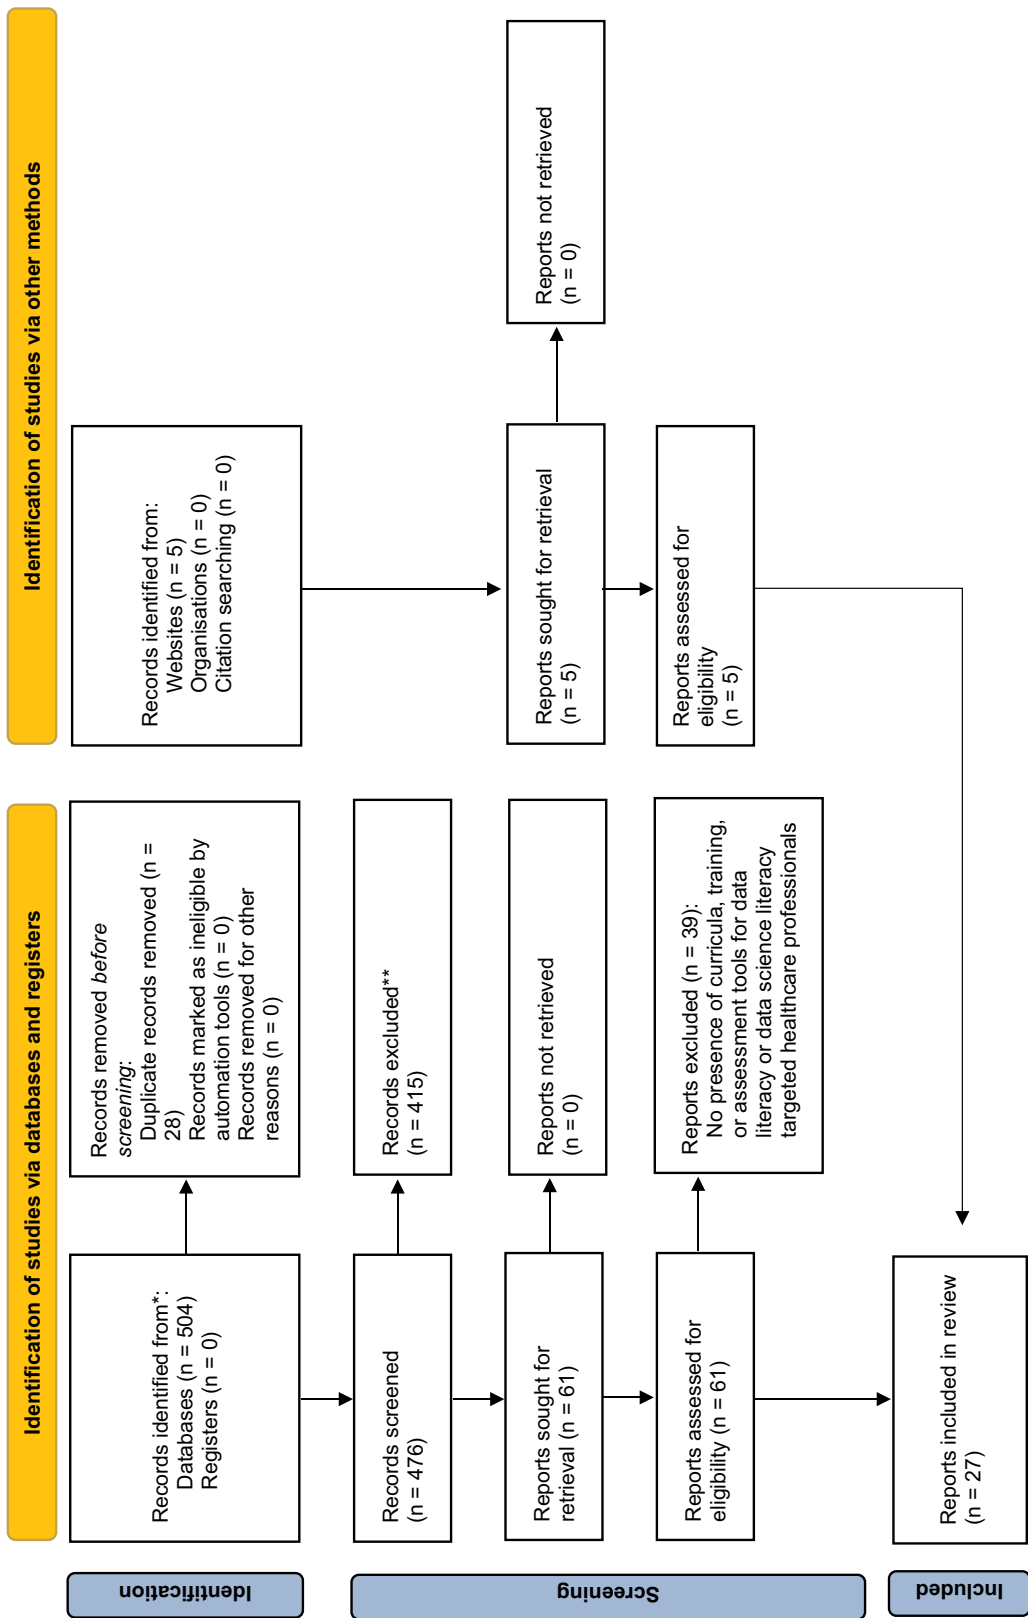 Identification of studies via databases and registers
Identification of studies via other methods
Identification
Records identified from*:
Databases (n = 504)
Registers (n = 0)
Records removed before
screening:
Duplicate records removed (n =
28)
Records marked as ineligible by
automation tools (n = 0)
Records removed for other
reasons (n = 0)
Records identified from:
Websites (n = 5)
Organisations (n = 0)
Citation searching (n = 0)
Screening
Records screened
(n = 476)
Records excluded**
(n = 415)
Reports sought for
retrieval (n = 61)
Reports not retrieved
(n = 0)
Reports sought for retrieval
(n = 5)
Reports not retrieved
(n = 0)
Reports assessed for
eligibility (n = 61)
Reports excluded (n = 39):
No presence of curricula, training,
or assessment tools for data
literacy or data science literacy
targeted healthcare professionals
Reports assessed for
eligibility
(n = 5)
Included
Reports included in review
(n = 27)